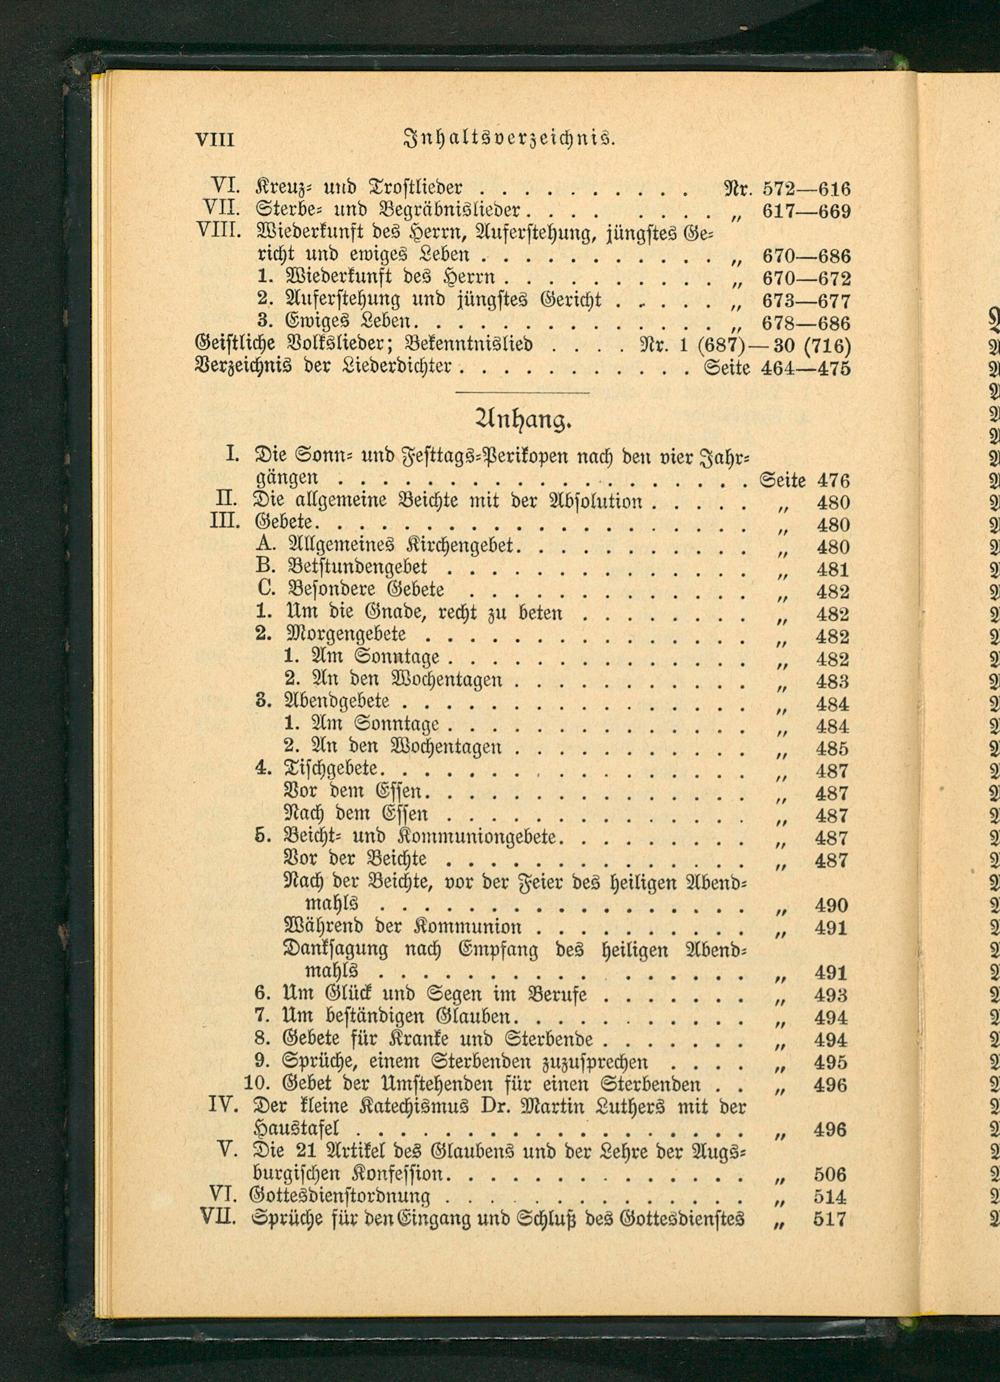 VIII Inhaltsverzeichnis.
VI. Kreuz- und Trostlieder . . . . . . . . . . Nr. 572—616
VII. Sterbe- und Begräbnislieder . . . . . . . . . „ 617—669
VIII. Wiederkunft des Herrn, Auferstehung, jüngstes Ge-
richt und ewiges Leben . . . . . . . . . . . . „ 670—686
1. Wiederkunft des Herrn . . . . . . . . . . . „ 670—672
2. Auferstehung und jüngstes Gericht . . . . . . „ 673—677
3. Ewiges Leben . . . . . . . . . . . . . . . „ 678—686
Geistliche Volkslieder; Bekenntnislied . . . . Nr. 1 (687)—30 (716)
Verzeichnis der Liederdichter . . . . . . . . . . . Seite 464—475
Anhang.
I. Die Sonn- und Festtags-Perikopen nach den vier Jahr-
gängen . . . . . . . . . . . . . . . . . . . Seite 476
II. Die allgemeine Beichte mit der Absolution . . . . . „ 480
III. Gebete . . . . . . . . . . . . . . . . . . . . „ 480
A. Allgemeines Kirchengebet . . . . . . . . . . . „ 480
B. Betstundengebet . . . . . . . . . . . . . . „ 481
C. Besondere Gebete . . . . . . . . . . . . . „ 482
1. Um die Gnade, recht zu beten . . . . . . . . „ 482
2. Morgengebete . . . . . . . . . . . . . . . „ 482
1. Am Sonntage . . . . . . . . . . . . . . „ 482
2. An den Wochentagen . . . . . . . . . . . „ 483
3. Abendgebete . . . . . . . . . . . . . . . . „ 484
1. Am Sonntage . . . . . . . . . . . . . . „ 484
2. An den Wochentagen . . . . . . . . . . . „ 485
4. Tischgebete . . . . . . . . . . . . . . . . . „ 487
Vor dem Essen . . . . . . . . . . . . . . . „ 487
Nach dem Essen . . . . . . . . . . . . . . „ 487
5. Beicht- und Kommuniongebete . . . . . . . . . „ 487
Vor der Beichte . . . . . . . . . . . . . . „ 487
Nach der Beichte, vor der Feier des heiligen Abend-
mahls . . . . . . . . . . . . . . . . . „ 490
Während der Kommunion . . . . . . . . . . „ 491
Danksagung nach Empfang des heiligen Abend-
mahls . . . . . . . . . . . . . . . . . „ 491
6. Um Glück und Segen im Berufe . . . . . . . „ 493
7. Um beständigen Glauben . . . . . . . . . . . „ 494
8. Gebete für Kranke und Sterbende . . . . . . . „ 494
9. Sprüche, einem Sterbenden zuzusprechen . . . . „ 495
10. Gebet der Umstehenden für einen Sterbenden . . „ 496
IV. Der kleine Katechismus Dr. Martin Luthers mit der
Haustafel . . . . . . . . . . . . . . . . . . „ 496
V. Die 21 Artikel des Glaubens und der Lehre der Augs-
burgischen Konfession . . . . . . . . . . . . . . „ 506
VI. Gottesdienstordnung . . . . . . . . . . . . . . „ 514
VII. Sprüche für den Eingang und Schluß des Gottesdienstes „ 517